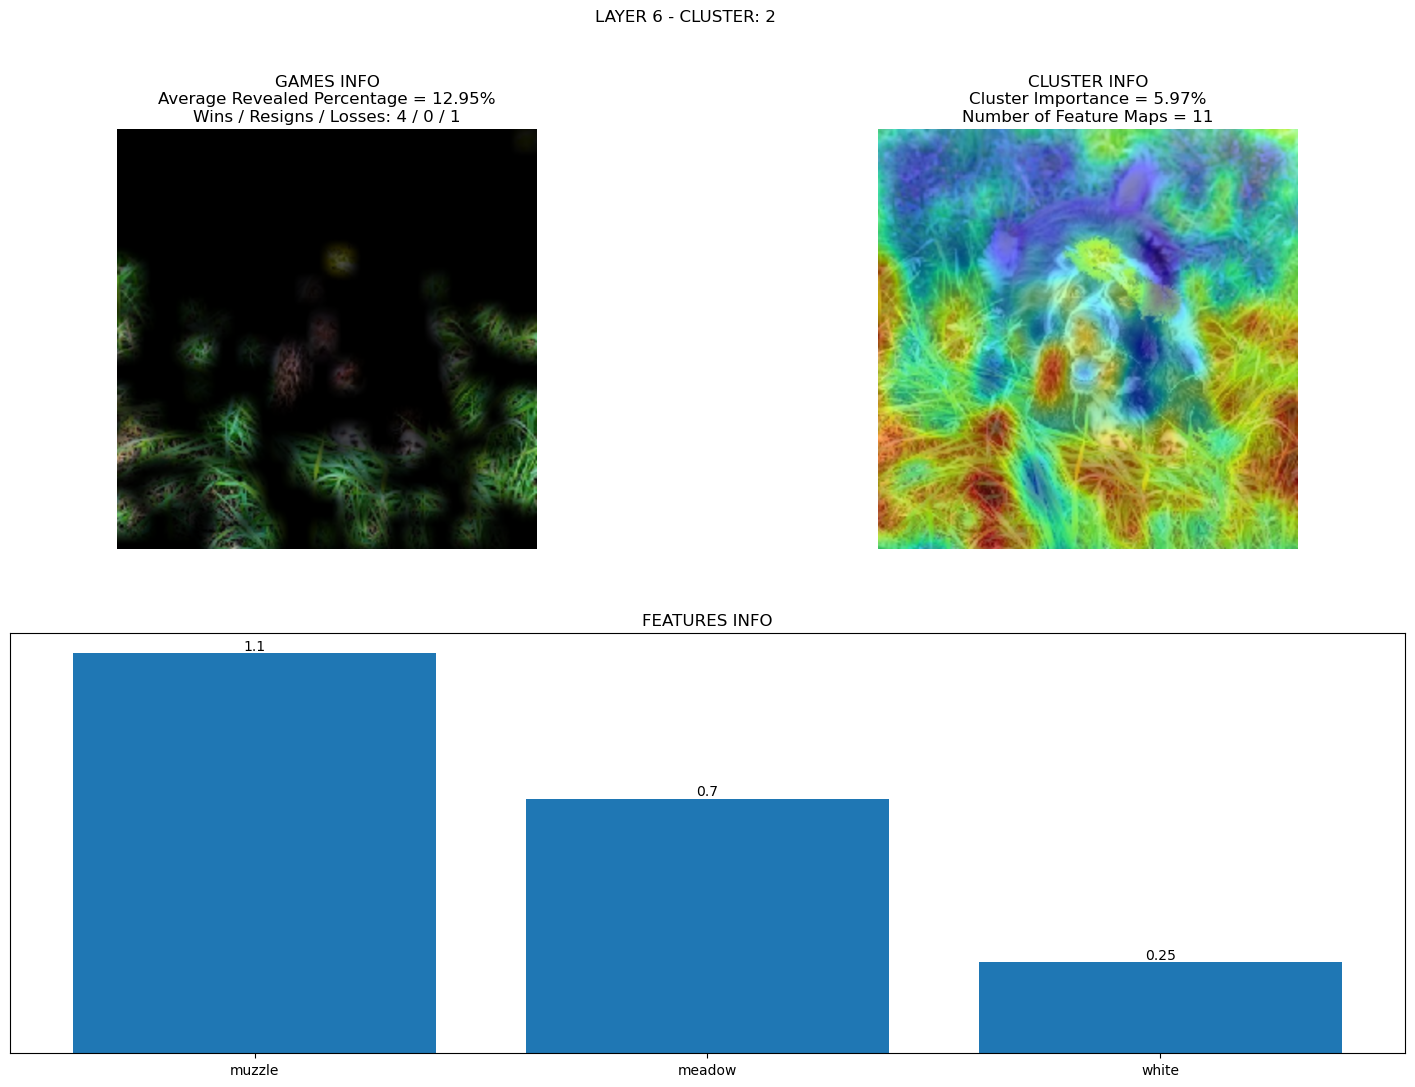 LAYER 6 - CLUSTER: 2
GAMES INFO
Average Revealed Percentage = 12.95%
Wins / Resigns / Losses: 4 / 0 / 1
CLUSTER INFO
Cluster Importance = 5.97%
Number of Feature Maps = 11
FEATURES INFO
1.1
0.7
0.25
muzzle
meadow
white